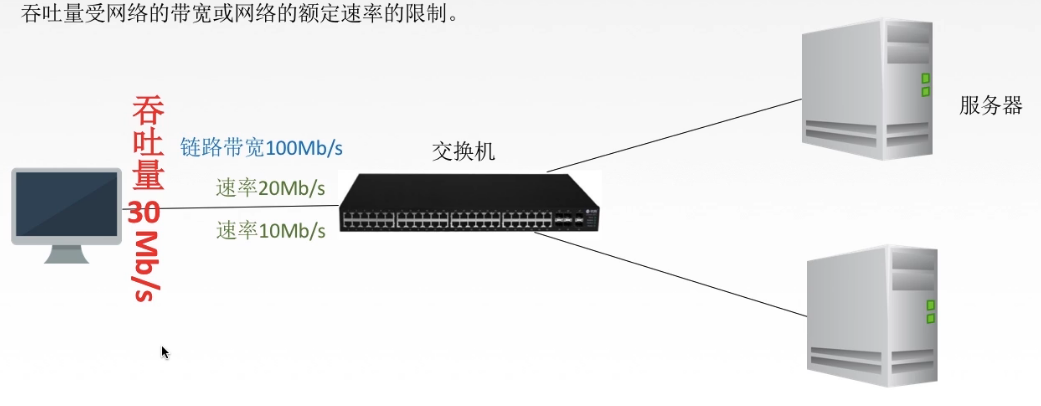 吞吐量受网络的带宽或网络的额定速率的限制。
吞吐量30 Mb/s
链路带宽100Mb/s
速率20Mb/s
速率10Mb/s
交换机
服务器